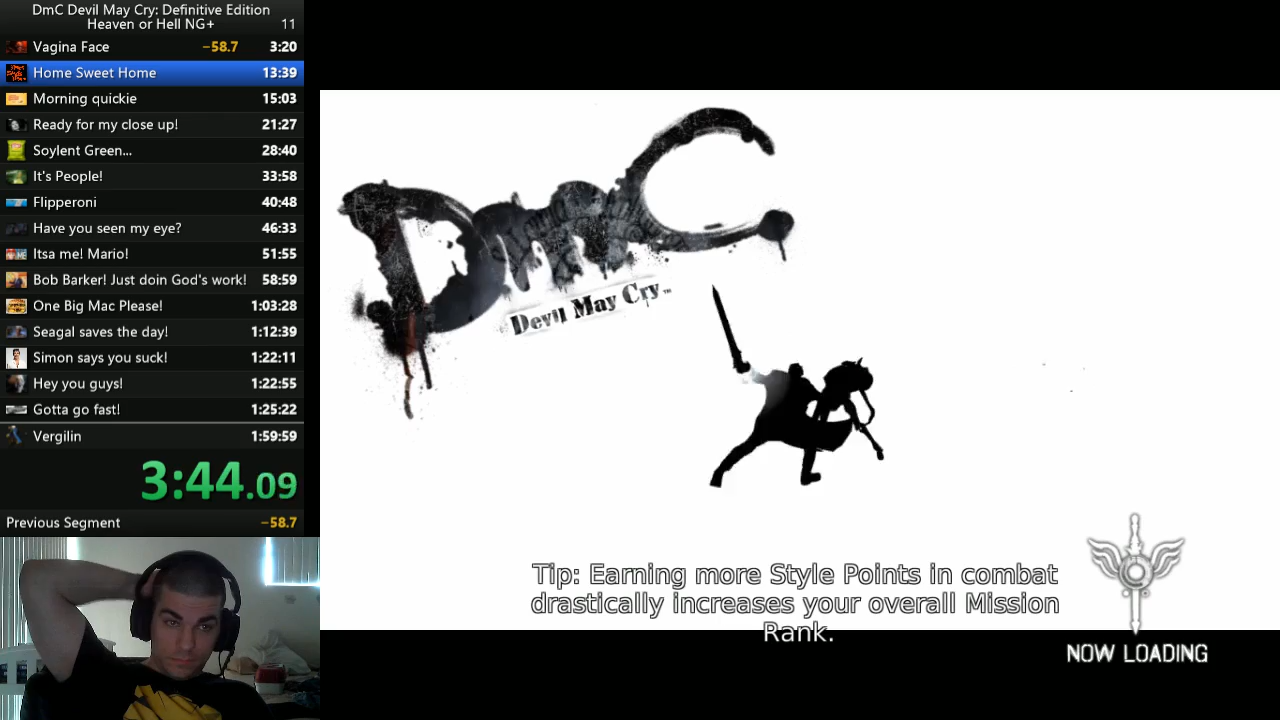 DmC Devil May Cry: Definitive Edition
Heaven or Hell NG+ 11
Vagina Face −58.7 3:20
Home Sweet Home 13:39
Morning quickie 15:03
Ready for my close up! 21:27
Soylent Green... 28:40
It's People! 33:58
Flipperoni 40:48
Have you seen my eye? 46:33
Itsa me! Mario! 51:55
Bob Barker! Just doin God's work! 58:59
One Big Mac Please! 1:03:28
Seagal saves the day! 1:12:39
Simon says you suck! 1:22:11
Hey you guys! 1:22:55
Gotta go fast! 1:25:22
Vergilin 1:59:59
3:44.09
Previous Segment −58.7
DmC
Devil May Cry™
Tip: Earning more Style Points in combat
drastically increases your overall Mission
Rank.
NOW LOADING